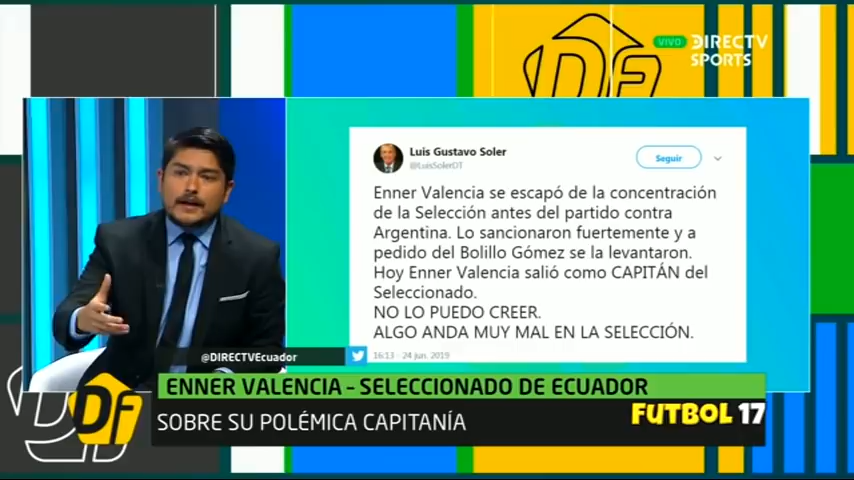 VIVO DIRECTV
SPORTS
DF
Luis Gustavo Soler
@LuisSolerDT
Seguir
Enner Valencia se escapó de la concentración
de la Selección antes del partido contra
Argentina. Lo sancionaron fuertemente y a
pedido del Bolillo Gómez se la levantaron.
Hoy Enner Valencia salió como CAPITÁN del
Seleccionado.
NO LO PUEDO CREER.
ALGO ANDA MUY MAL EN LA SELECCIÓN.
16:13 - 24 jun. 2019
@DIRECTVEcuador
ENNER VALENCIA - SELECCIONADO DE ECUADOR
DF
SOBRE SU POLÉMICA CAPITANÍA
FUTBOL 17